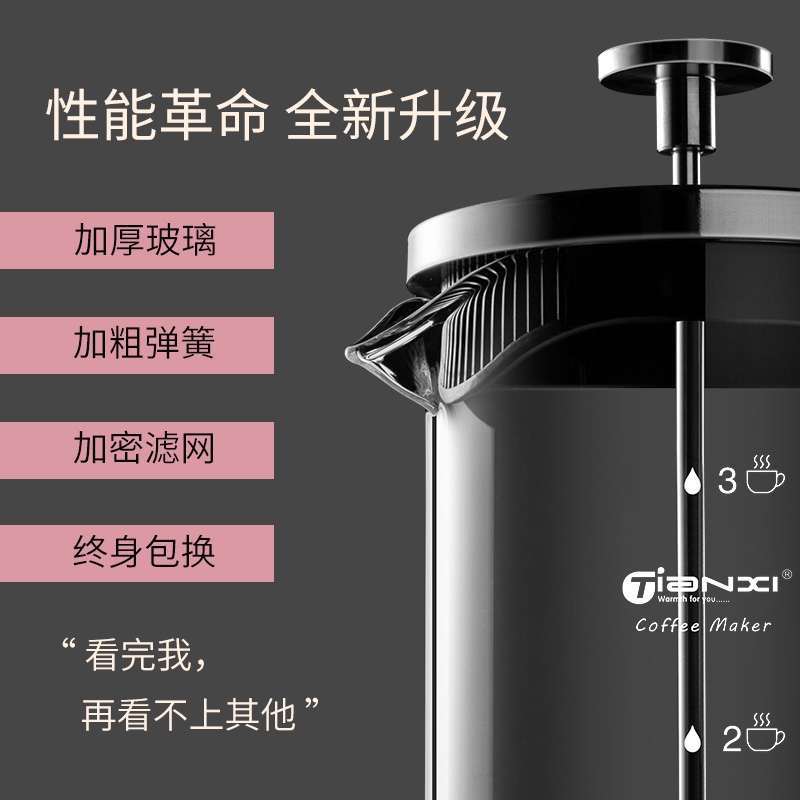 性能革命 全新升级
加厚玻璃
加粗弹簧
加密滤网
终身包换
“看完我，
再看不上其他”
3
TIANXI®
Warmth for you......
Coffee Maker
2